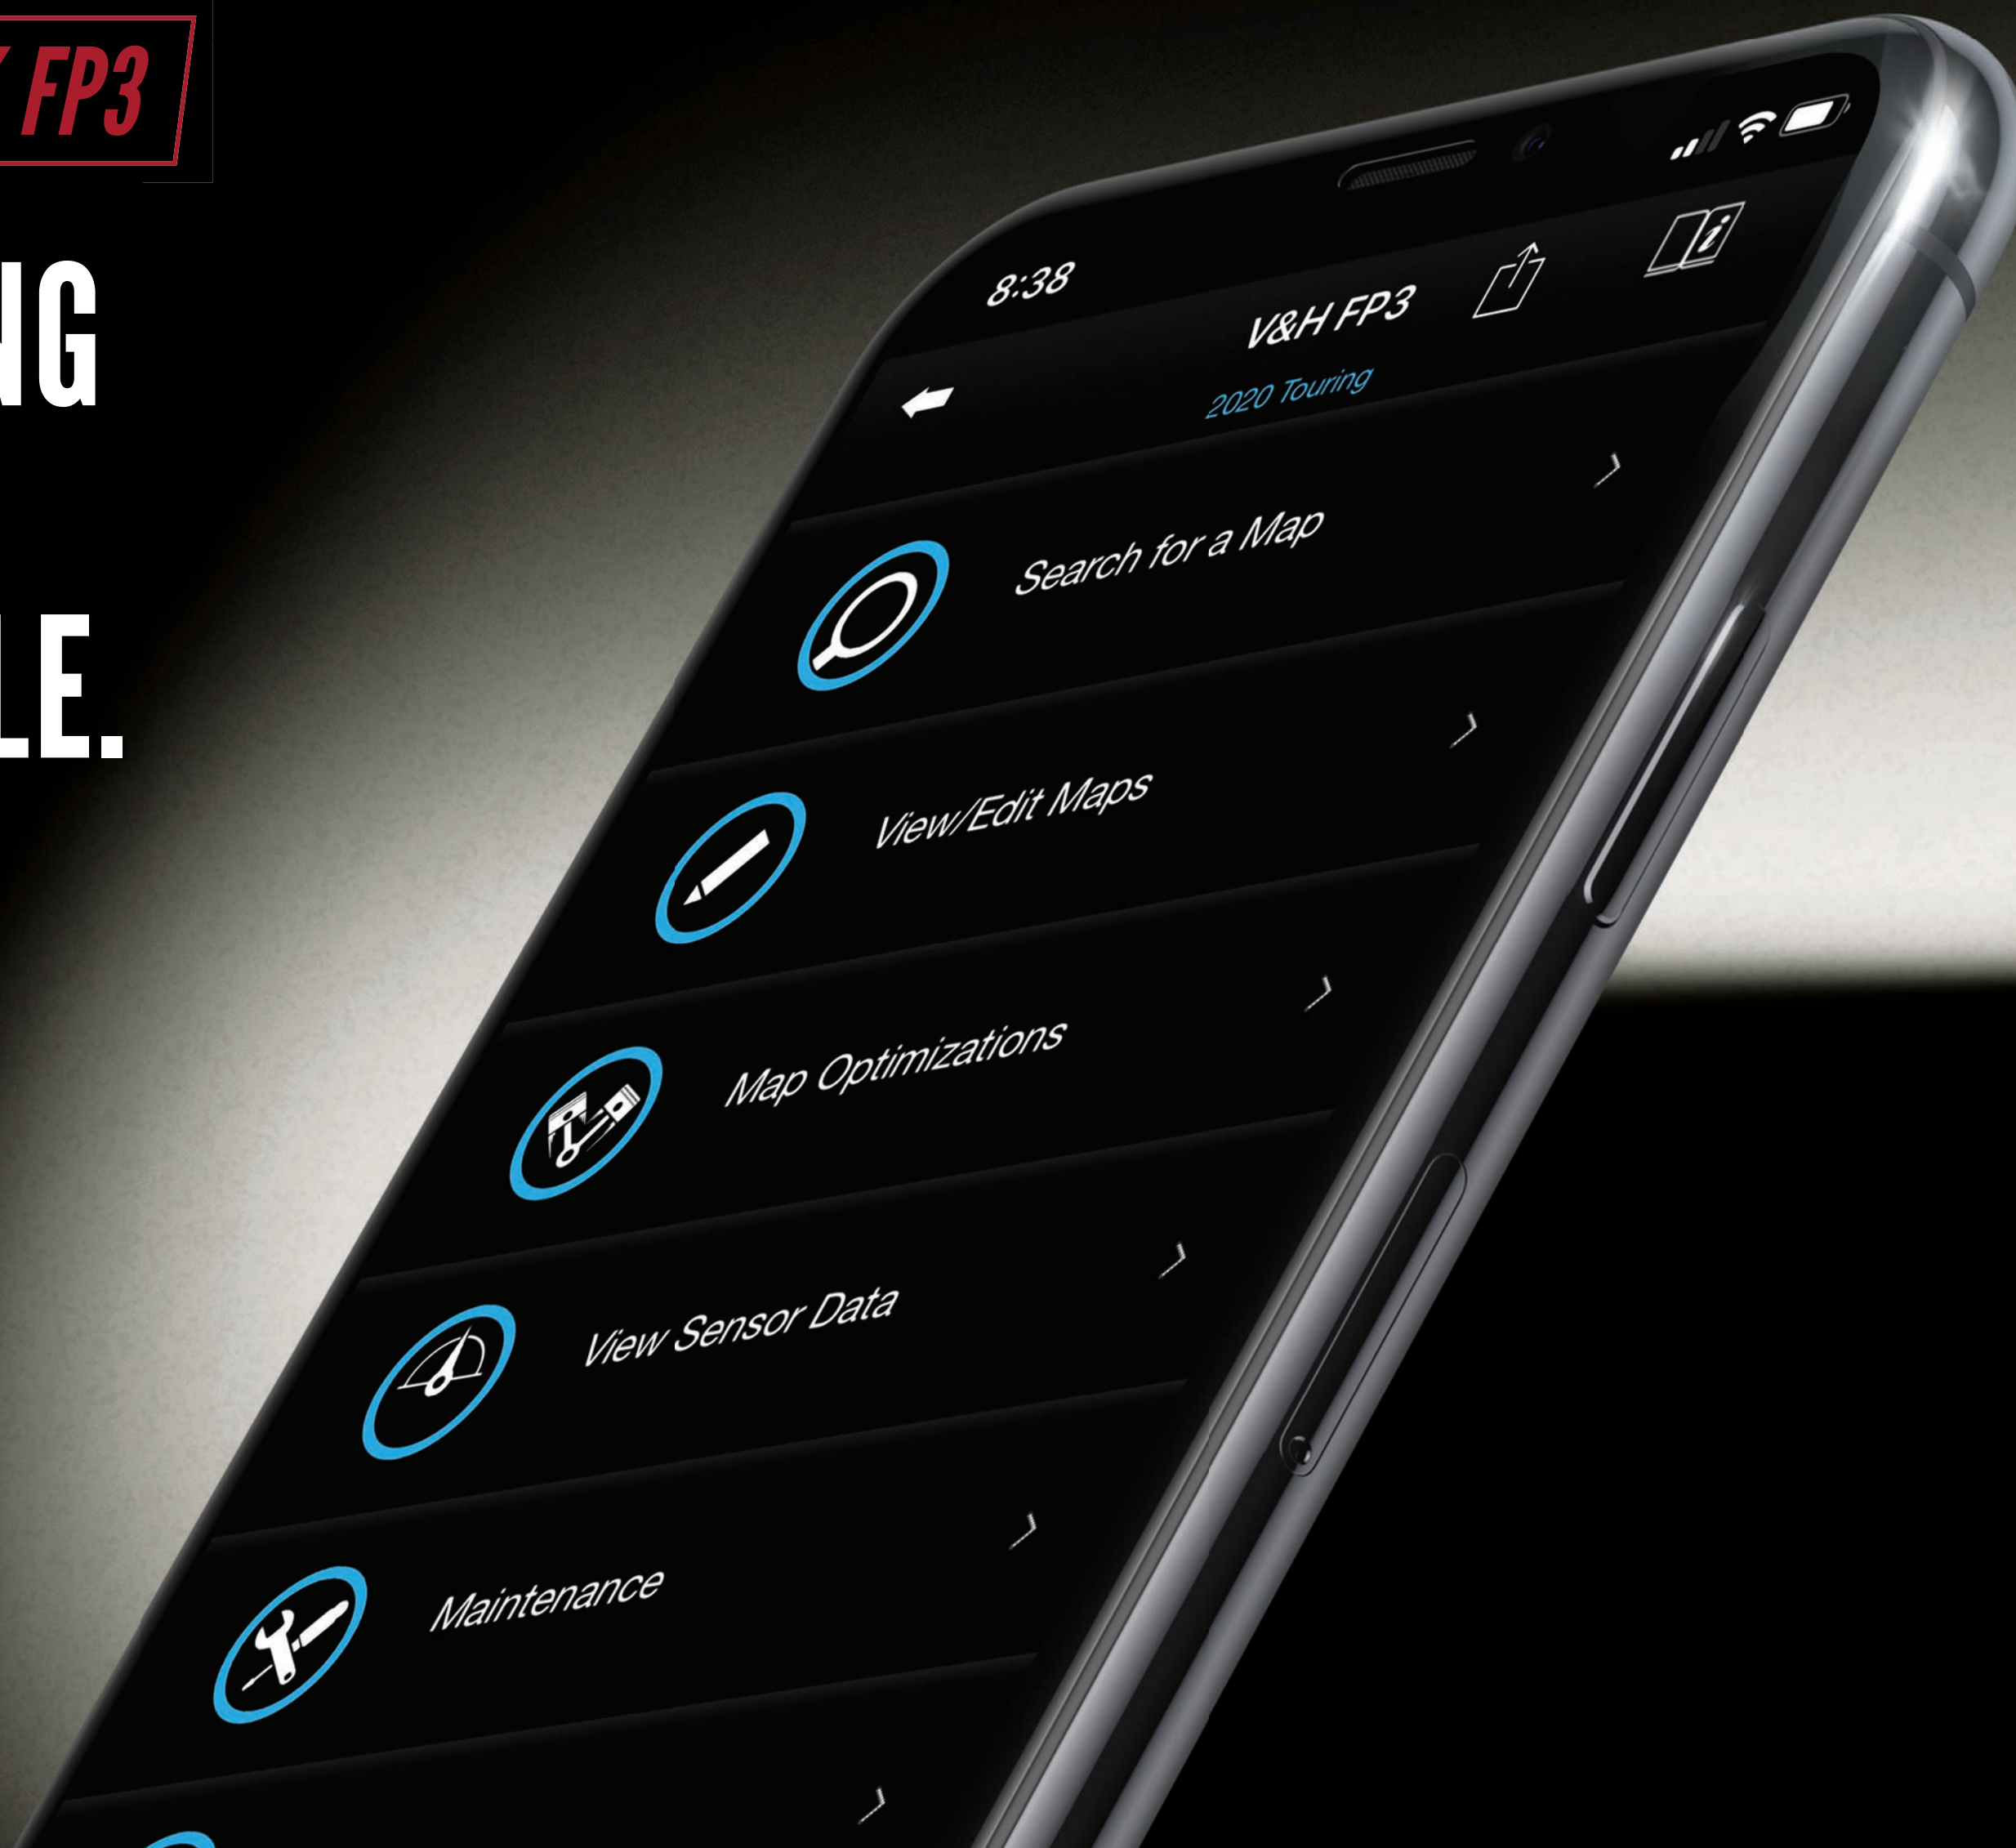 FP3
NG
LE.
8:38
V&H FP3
2020 Touring
Search for a Map
View/Edit Maps
Map Optimizations
View Sensor Data
Maintenance